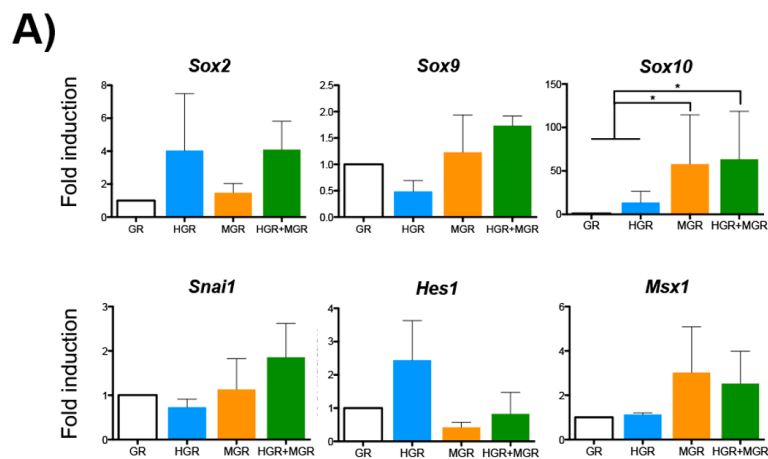 A)
Sox2 Sox9 Sox10
Fold induction
8
6
4
2
0
GR HGR MGR HGR+MGR
2.5
2.0
1.5
1.0
0.5
0.0
GR HGR MGR HGR+MGR
150
100
50
0
* *
GR HGR MGR HGR+MGR
Snai1 Hes1 Msx1
Fold induction
3
2
1
0
GR HGR MGR HGR+MGR
4
3
2
1
0
GR HGR MGR HGR+MGR
6
4
2
0
GR HGR MGR HGR+MGR